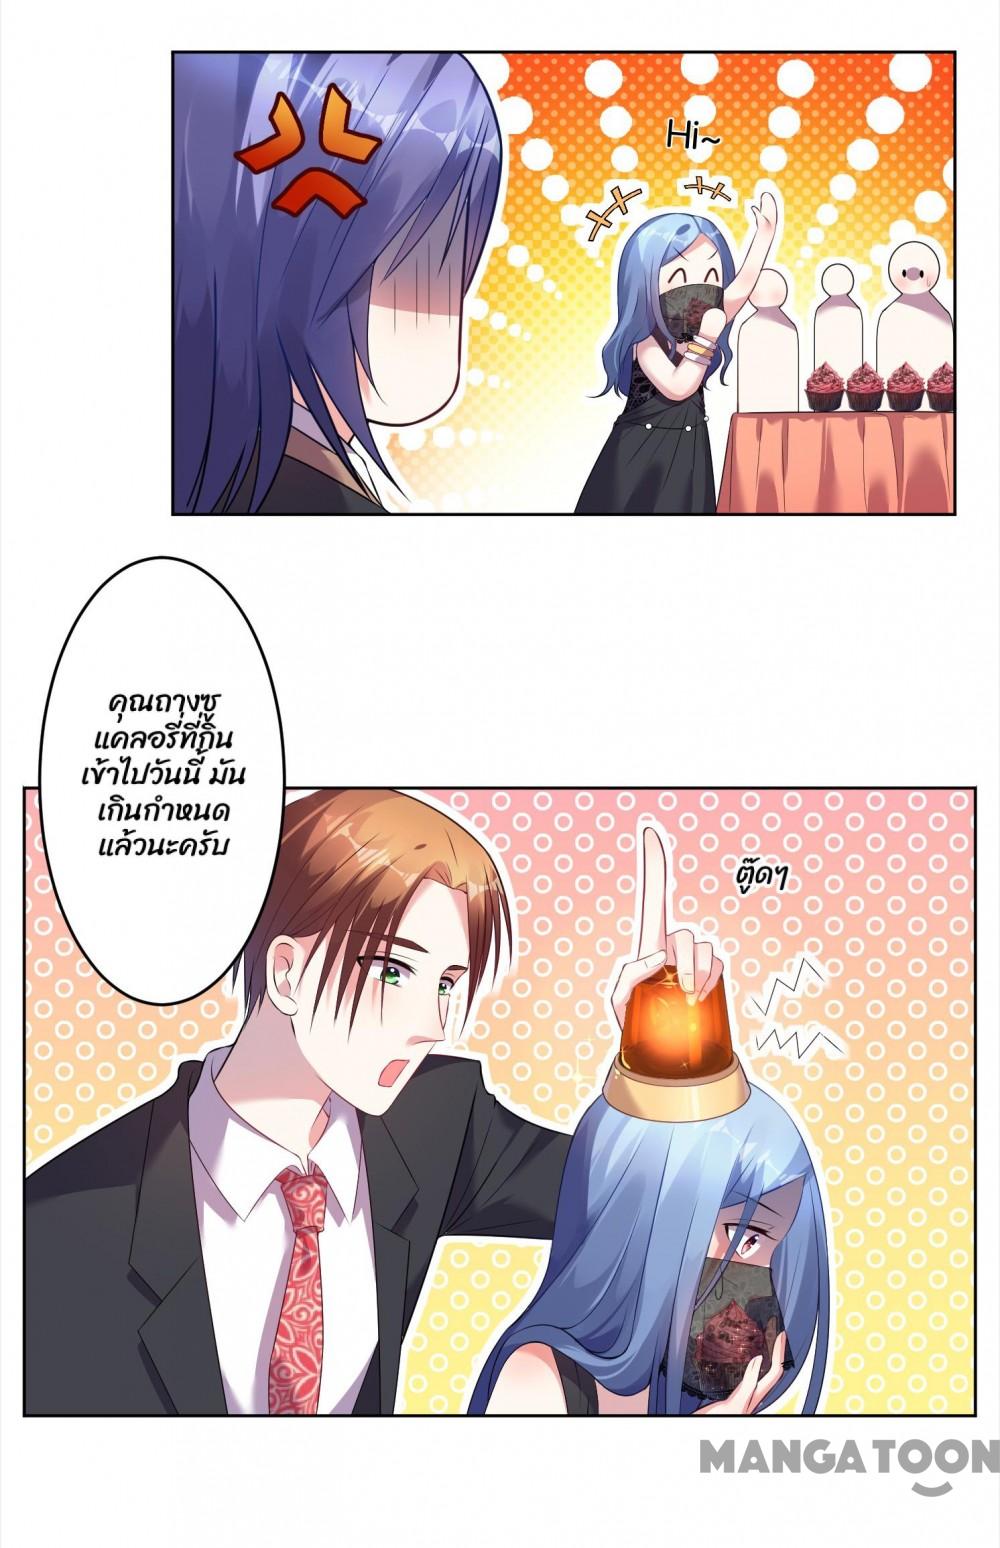 Hi~
คุณถางซู
แคลอรี่ที่กิน
เข้าไปวันนี้ มัน
เกินกำหนด
แล้วนะครับ
ตู๊ดๆ
MANGATOON